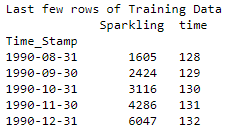 Last few rows of Training Data
Sparkling time
Time_Stamp
1990-08-31 1605 128
1990-09-30 2424 129
1990-10-31 3116 130
1990-11-30 4286 131
1990-12-31 6047 132